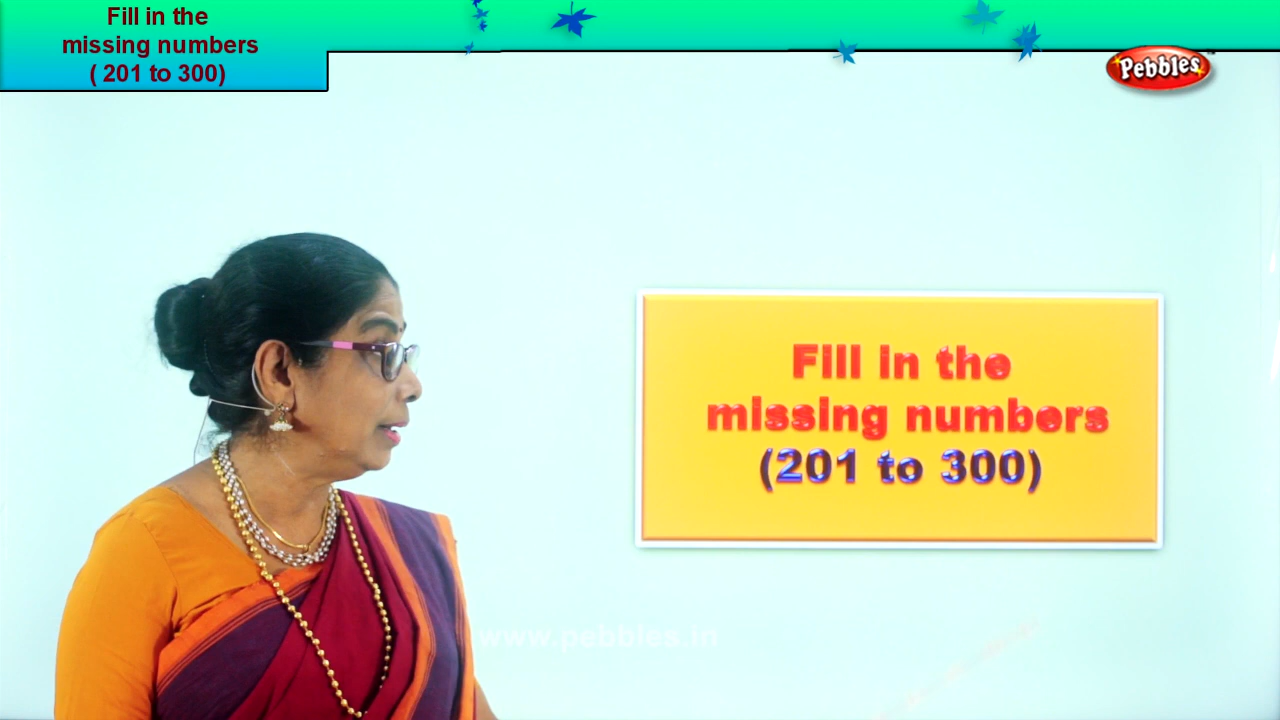 Fill in the
missing numbers
( 201 to 300)
Pebbles
Fill in the
missing numbers
(201 to 300)
www.pebbles.in